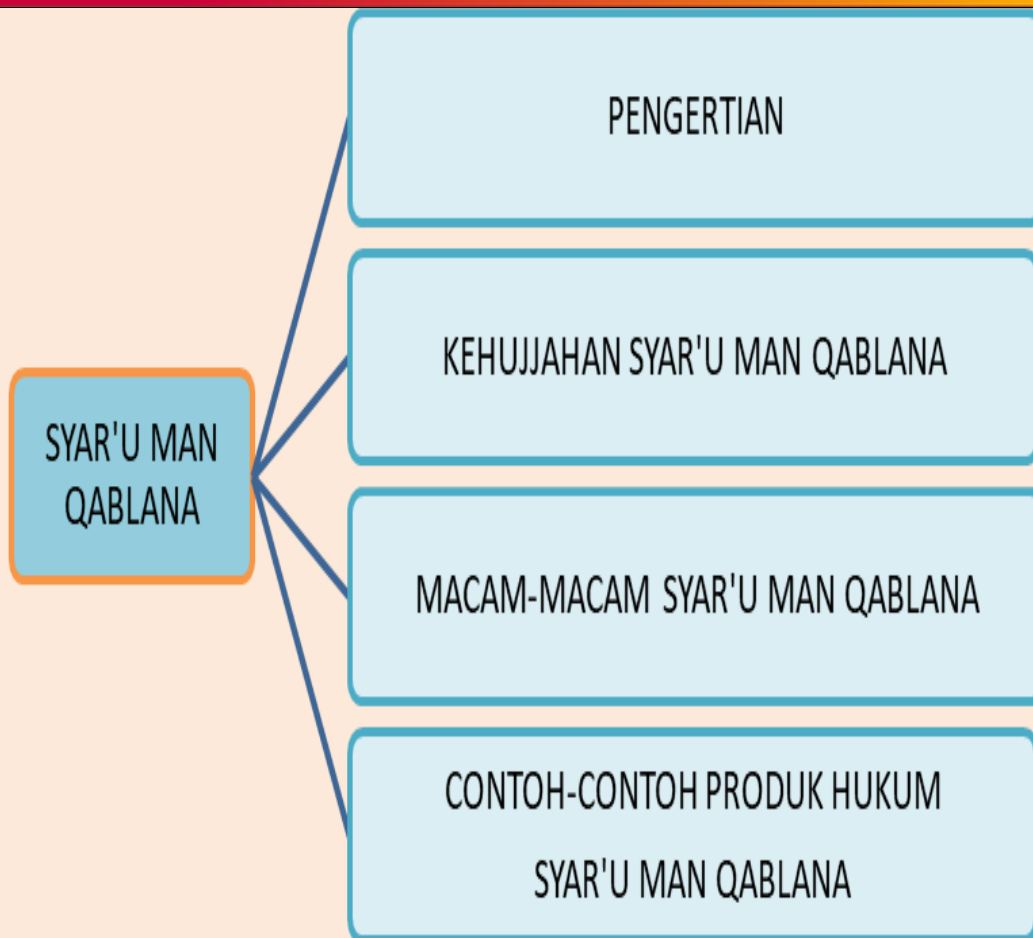 PENGERTIAN
KEHUJJAHAN SYAR'U MAN QABLANA
SYAR'U MAN
QABLANA
MACAM-MACAM SYAR'U MAN QABLANA
CONTOH-CONTOH PRODUK HUKUM
SYAR'U MAN QABLANA